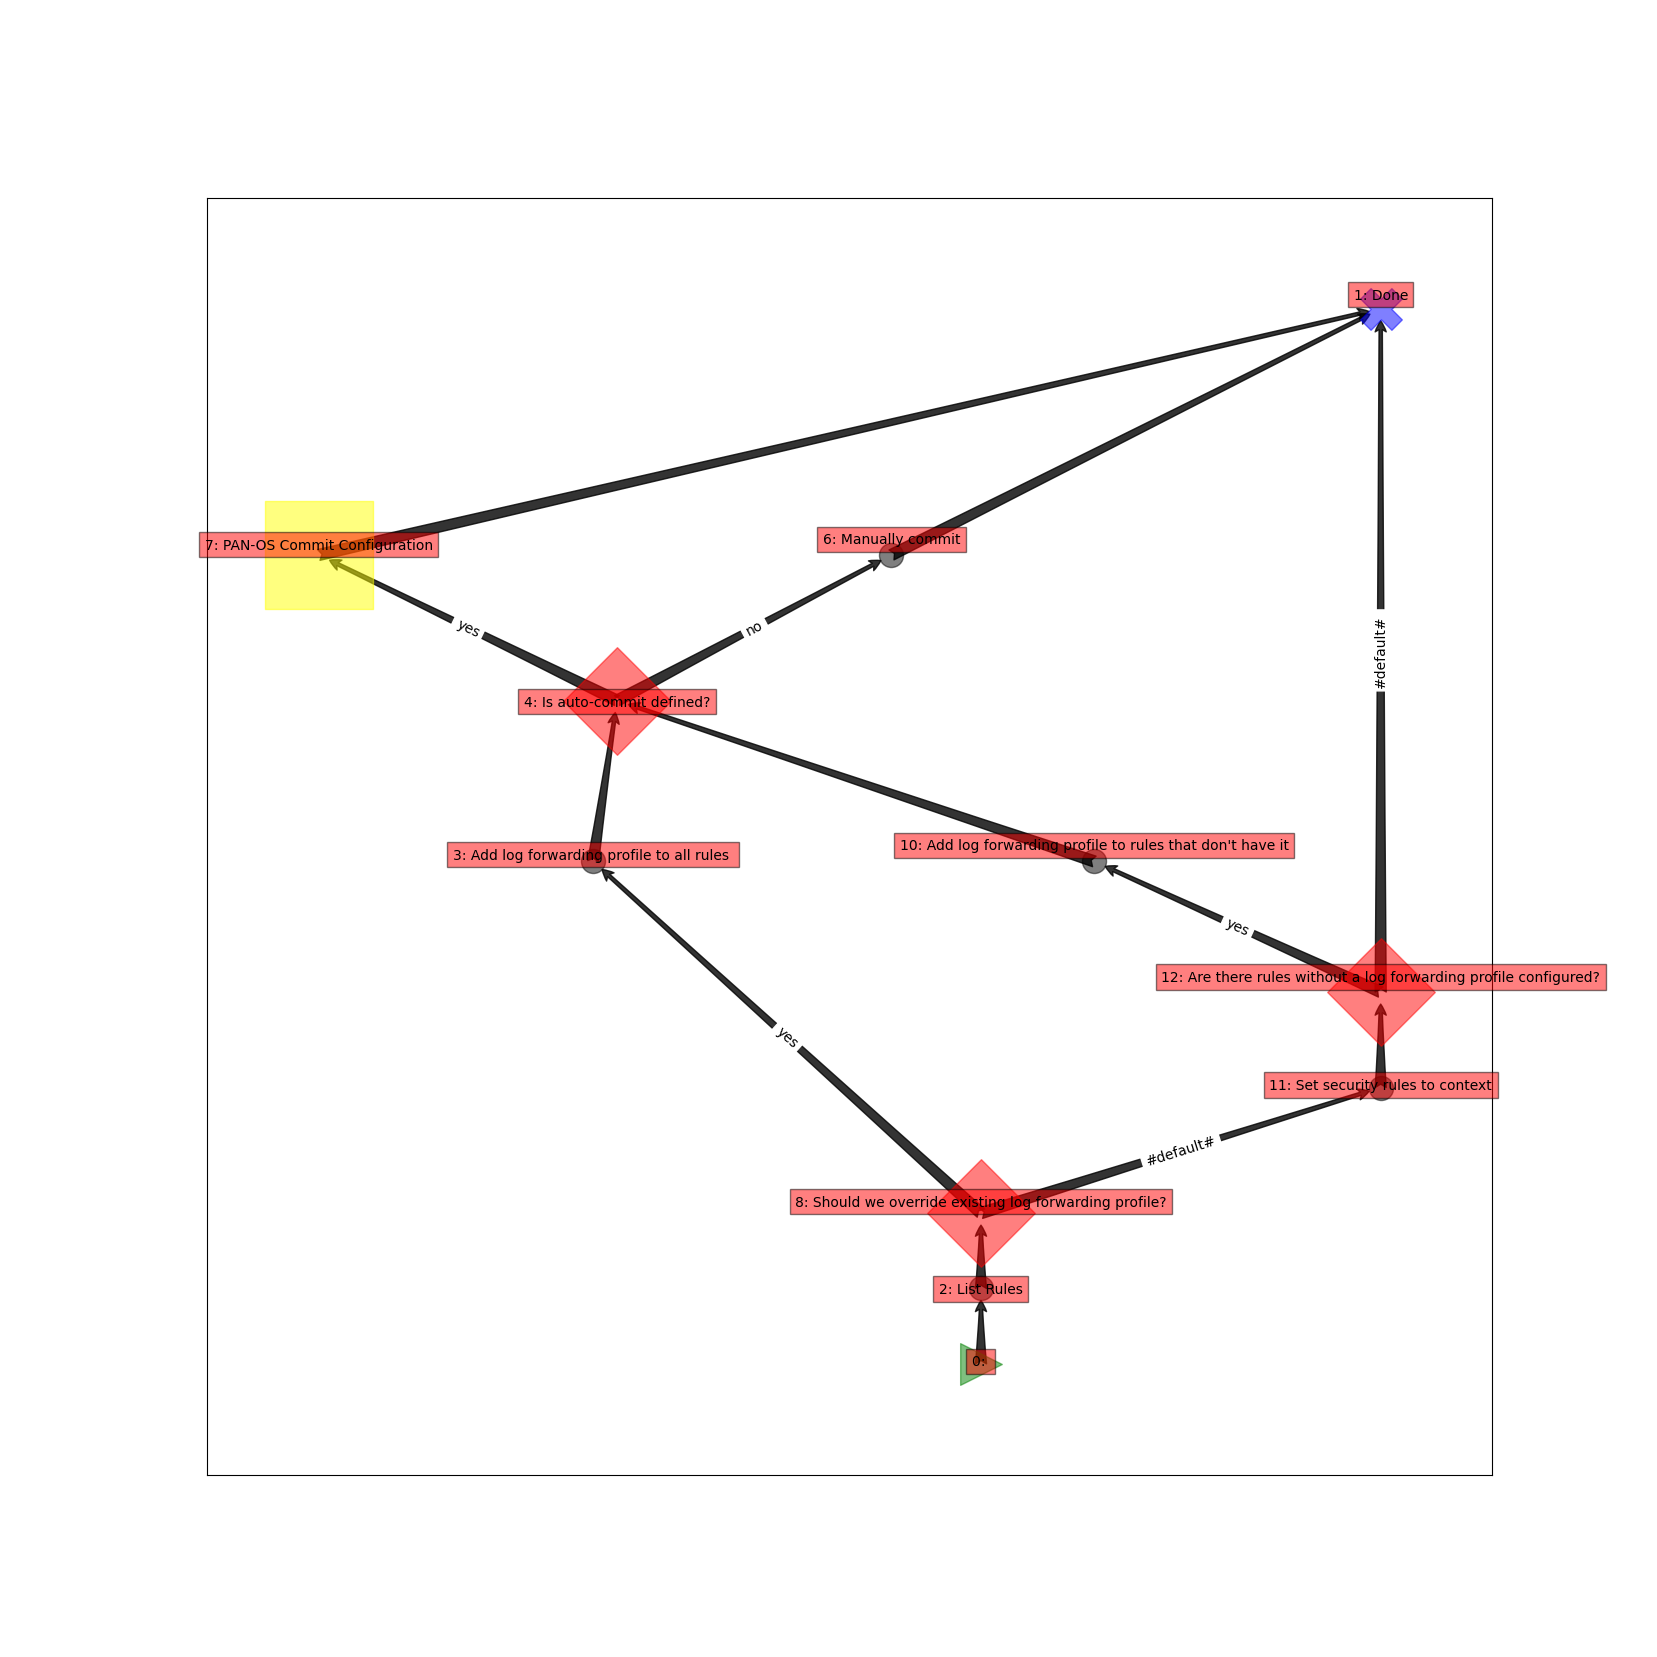 1: Done
6: Manually commit
7: PAN-OS Commit Configuration
yes
no
#default#
4: Is auto-commit defined?
10: Add log forwarding profile to rules that don't have it
3: Add log forwarding profile to all rules
yes
12: Are there rules without a log forwarding profile configured?
yes
11: Set security rules to context
#default#
8: Should we override existing log forwarding profile?
2: List Rules
0: